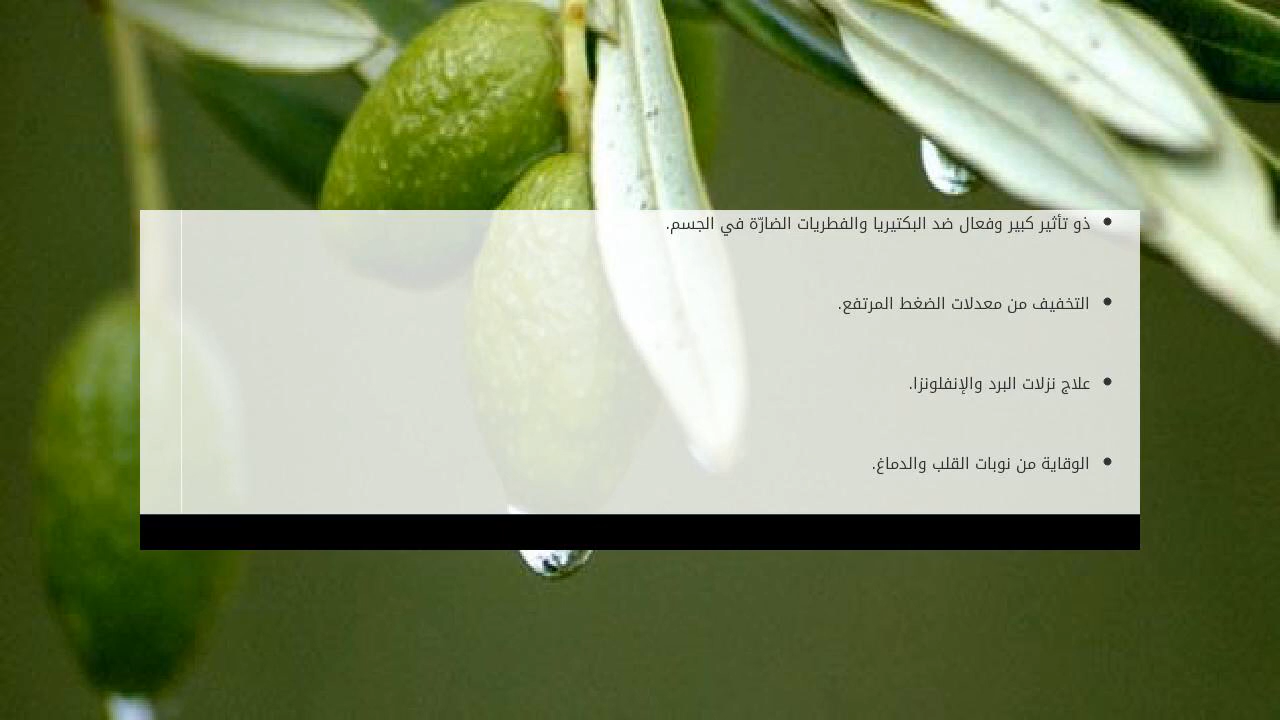 • ذو تأثير كبير وفعال ضد البكتيريا والفطريات الضارّة في الجسم.
• التخفيف من معدلات الضغط المرتفع.
• علاج نزلات البرد والإنفلونزا.
• الوقاية من نوبات القلب والدماغ.